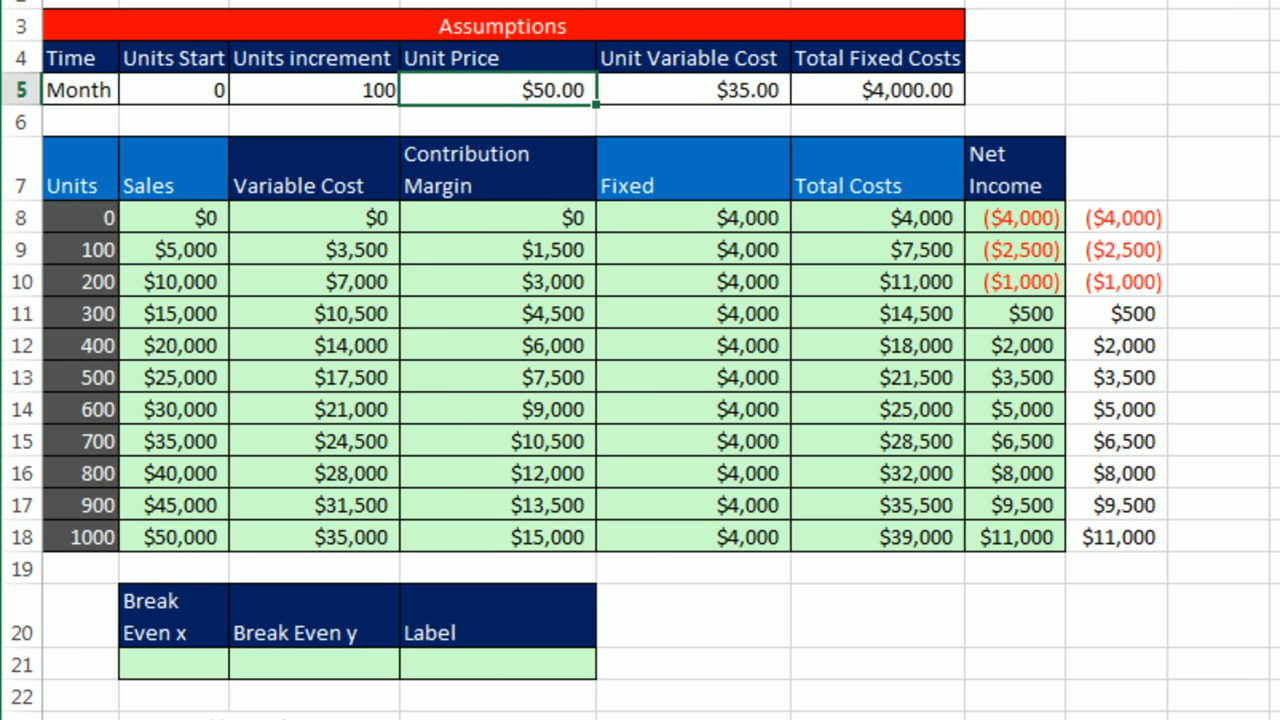 3 Assumptions
4 Time Units Start Units increment Unit Price Unit Variable Cost Total Fixed Costs
5 Month 0 100 $50.00 $35.00 $4,000.00
6
Contribution Net
7 Units Sales Variable Cost Margin Fixed Total Costs Income
8 0 $0 $0 $0 $4,000 $4,000 ($4,000) ($4,000)
9 100 $5,000 $3,500 $1,500 $4,000 $7,500 ($2,500) ($2,500)
10 200 $10,000 $7,000 $3,000 $4,000 $11,000 ($1,000) ($1,000)
11 300 $15,000 $10,500 $4,500 $4,000 $14,500 $500 $500
12 400 $20,000 $14,000 $6,000 $4,000 $18,000 $2,000 $2,000
13 500 $25,000 $17,500 $7,500 $4,000 $21,500 $3,500 $3,500
14 600 $30,000 $21,000 $9,000 $4,000 $25,000 $5,000 $5,000
15 700 $35,000 $24,500 $10,500 $4,000 $28,500 $6,500 $6,500
16 800 $40,000 $28,000 $12,000 $4,000 $32,000 $8,000 $8,000
17 900 $45,000 $31,500 $13,500 $4,000 $35,500 $9,500 $9,500
18 1000 $50,000 $35,000 $15,000 $4,000 $39,000 $11,000 $11,000
19
Break
20 Even x Break Even y Label
21
22